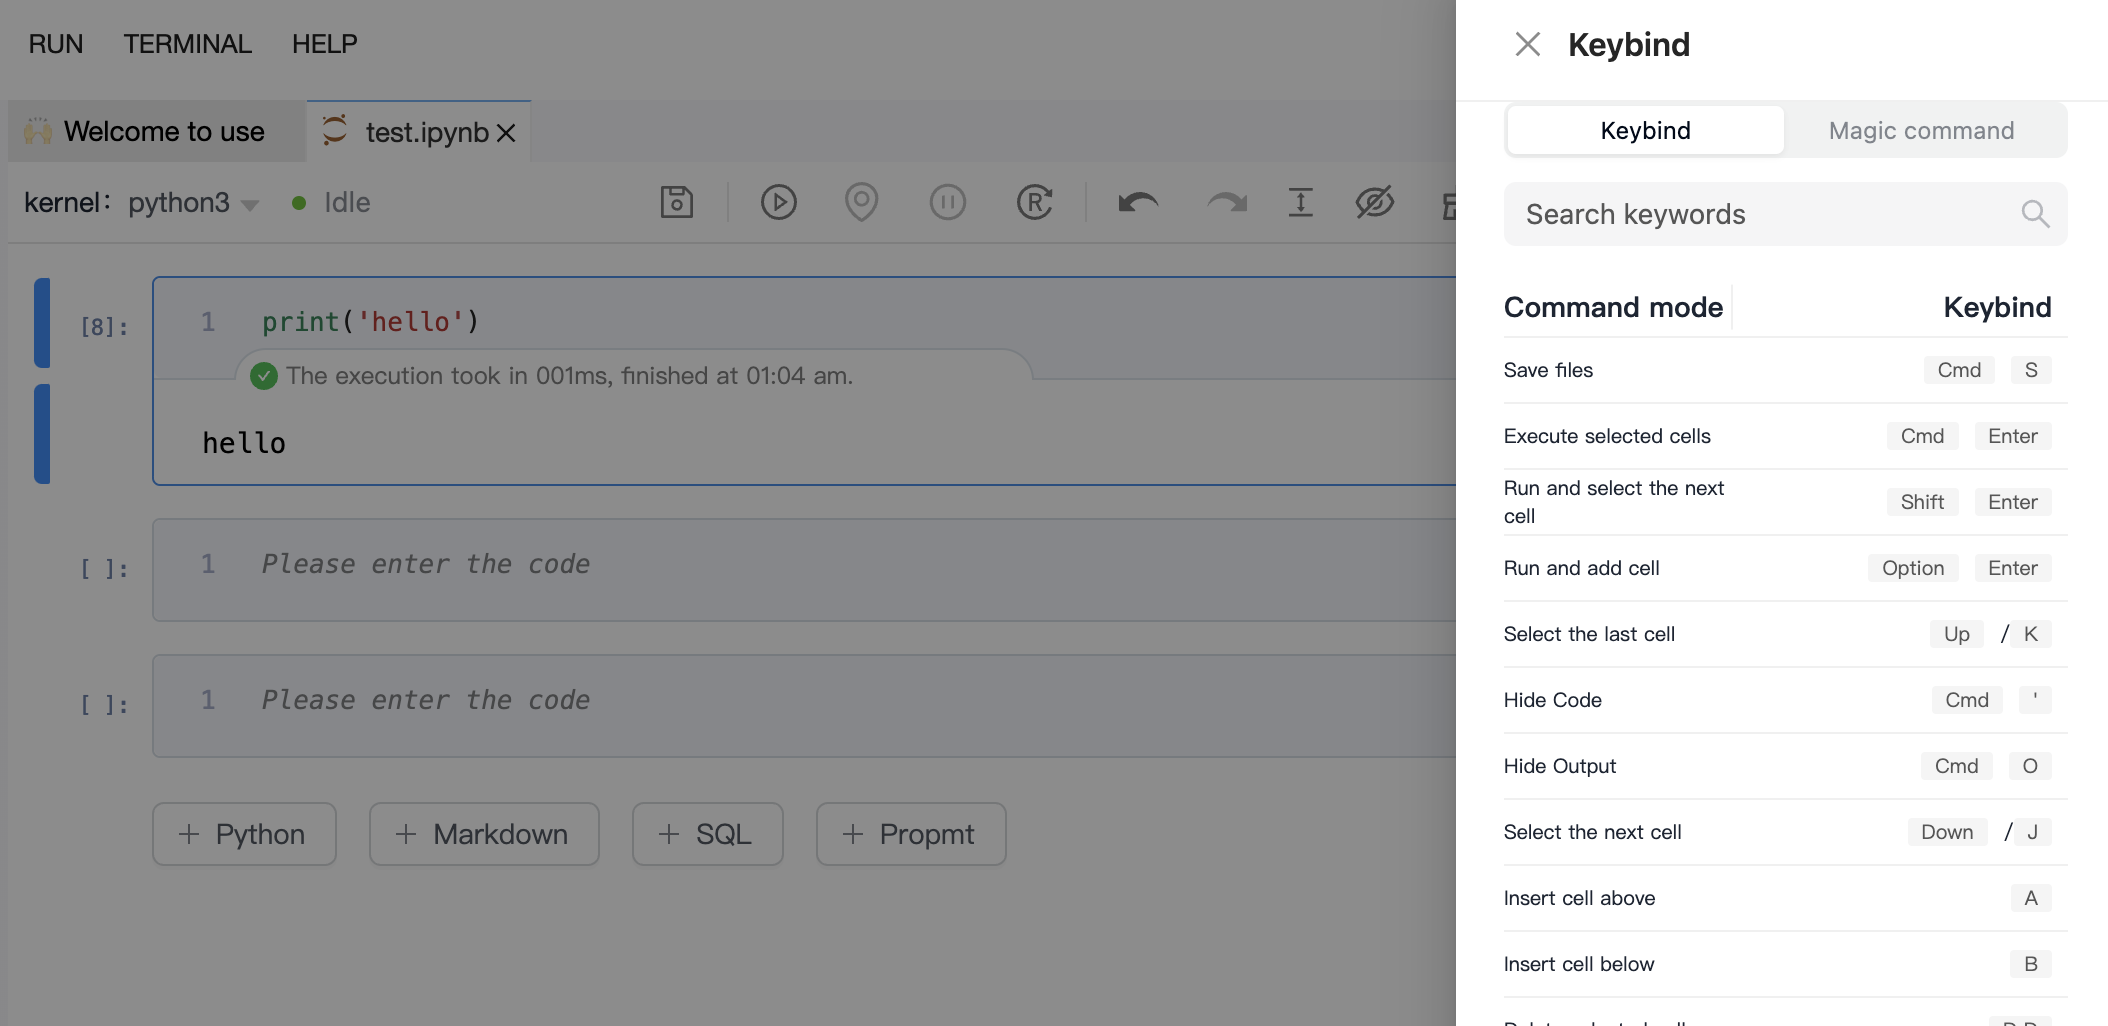 RUN TERMINAL HELP
Welcome to use test.ipynb
kernel: python3 Idle
[8]: 1 print('hello')
The execution took in 001ms, finished at 01:04 am.
hello
[ ]: 1 Please enter the code
[ ]: 1 Please enter the code
+ Python + Markdown + SQL + Propmt
Keybind
Keybind Magic command
Search keywords
Command mode Keybind
Save files Cmd S
Execute selected cells Cmd Enter
Run and select the next
cell Shift Enter
Run and add cell Option Enter
Select the last cell Up / K
Hide Code Cmd '
Hide Output Cmd O
Select the next cell Down / J
Insert cell above A
Insert cell below B